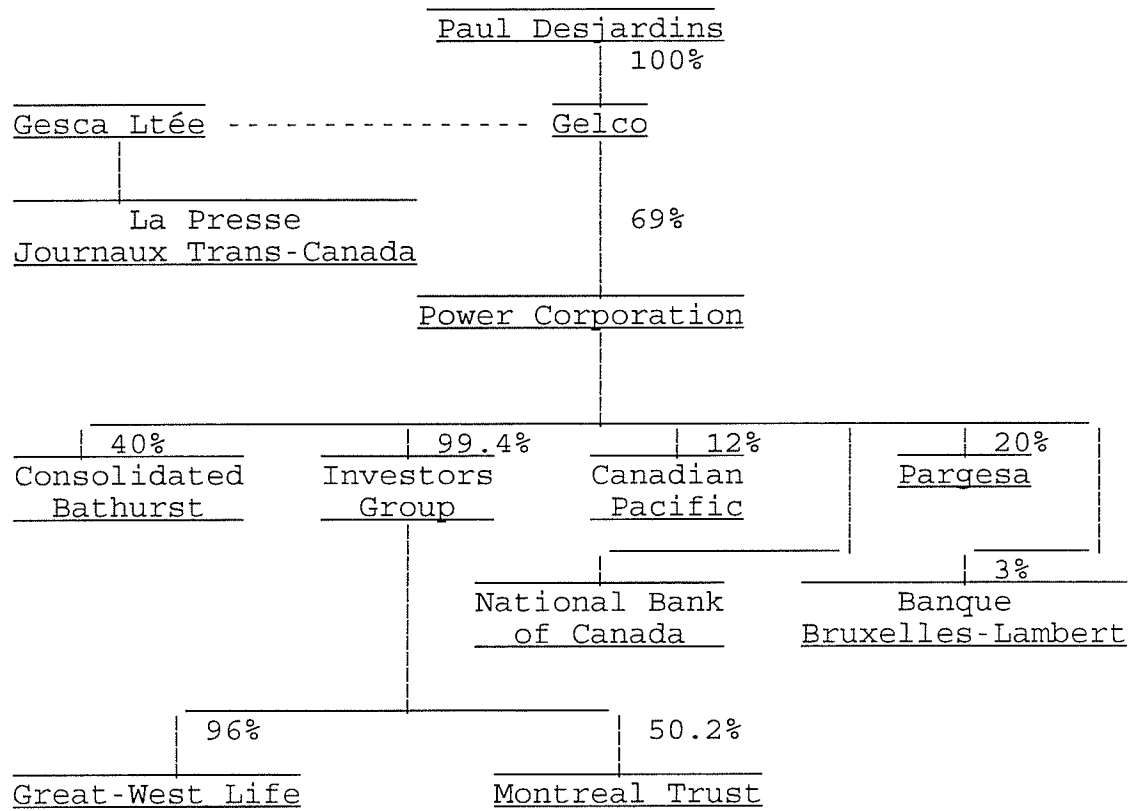 Paul Desjardins
100%
Gesca Ltée - - - - - - - - - - - - - - - - Gelco
La Presse
Journaux Trans-Canada
69%
Power Corporation
40% 99.4% 12% 20%
Consolidated Investors Canadian Pargesa
Bathurst Group Pacific
3%
National Bank Banque
of Canada Bruxelles-Lambert
96% 50.2%
Great-West Life Montreal Trust